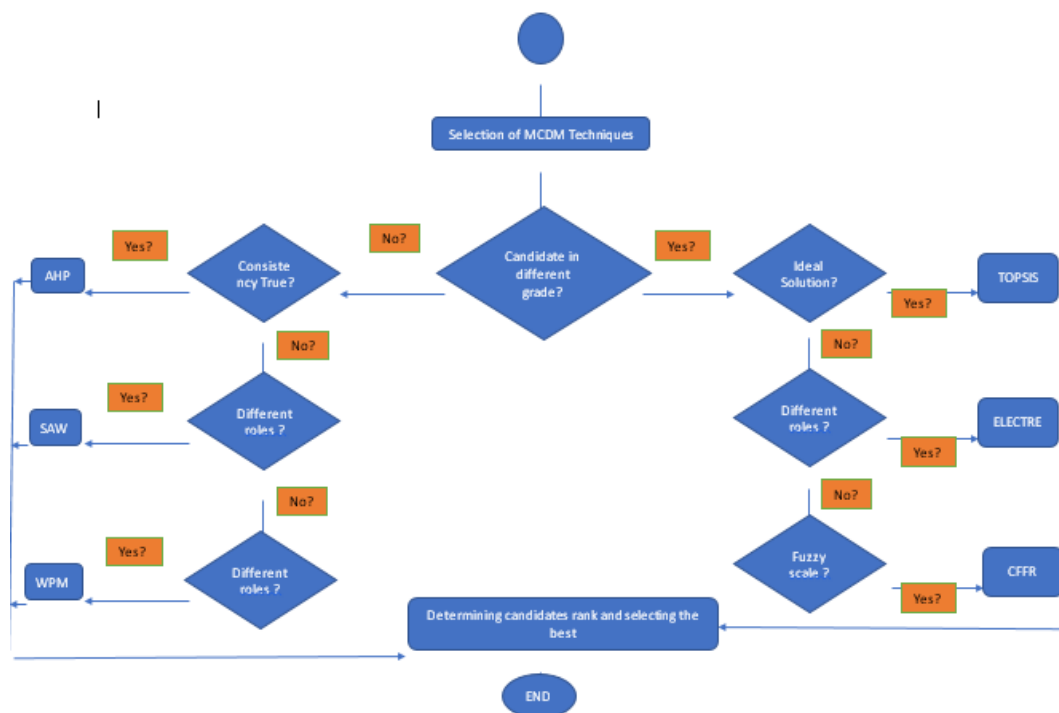 Selection of MCDM Techniques
Yes?
Consiste
ncy True?
No?
Candidate in
different
grade?
Yes?
Ideal
Solution?
AHP
TOPSIS
Yes?
No?
No?
Yes?
Different
roles ?
Different
roles ?
SAW
ELECTRE
Yes?
No?
No?
Yes?
Different
roles ?
Fuzzy
scale ?
WPM
CFFR
Yes?
Determining candidates rank and selecting the
best
END